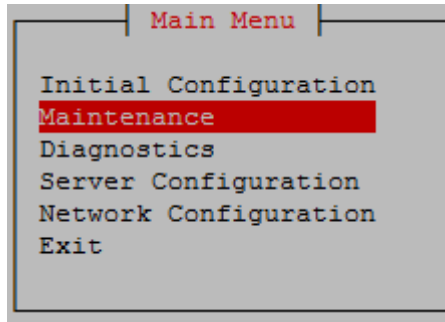 Main Menu
Initial Configuration
Maintenance
Diagnostics
Server Configuration
Network Configuration
Exit